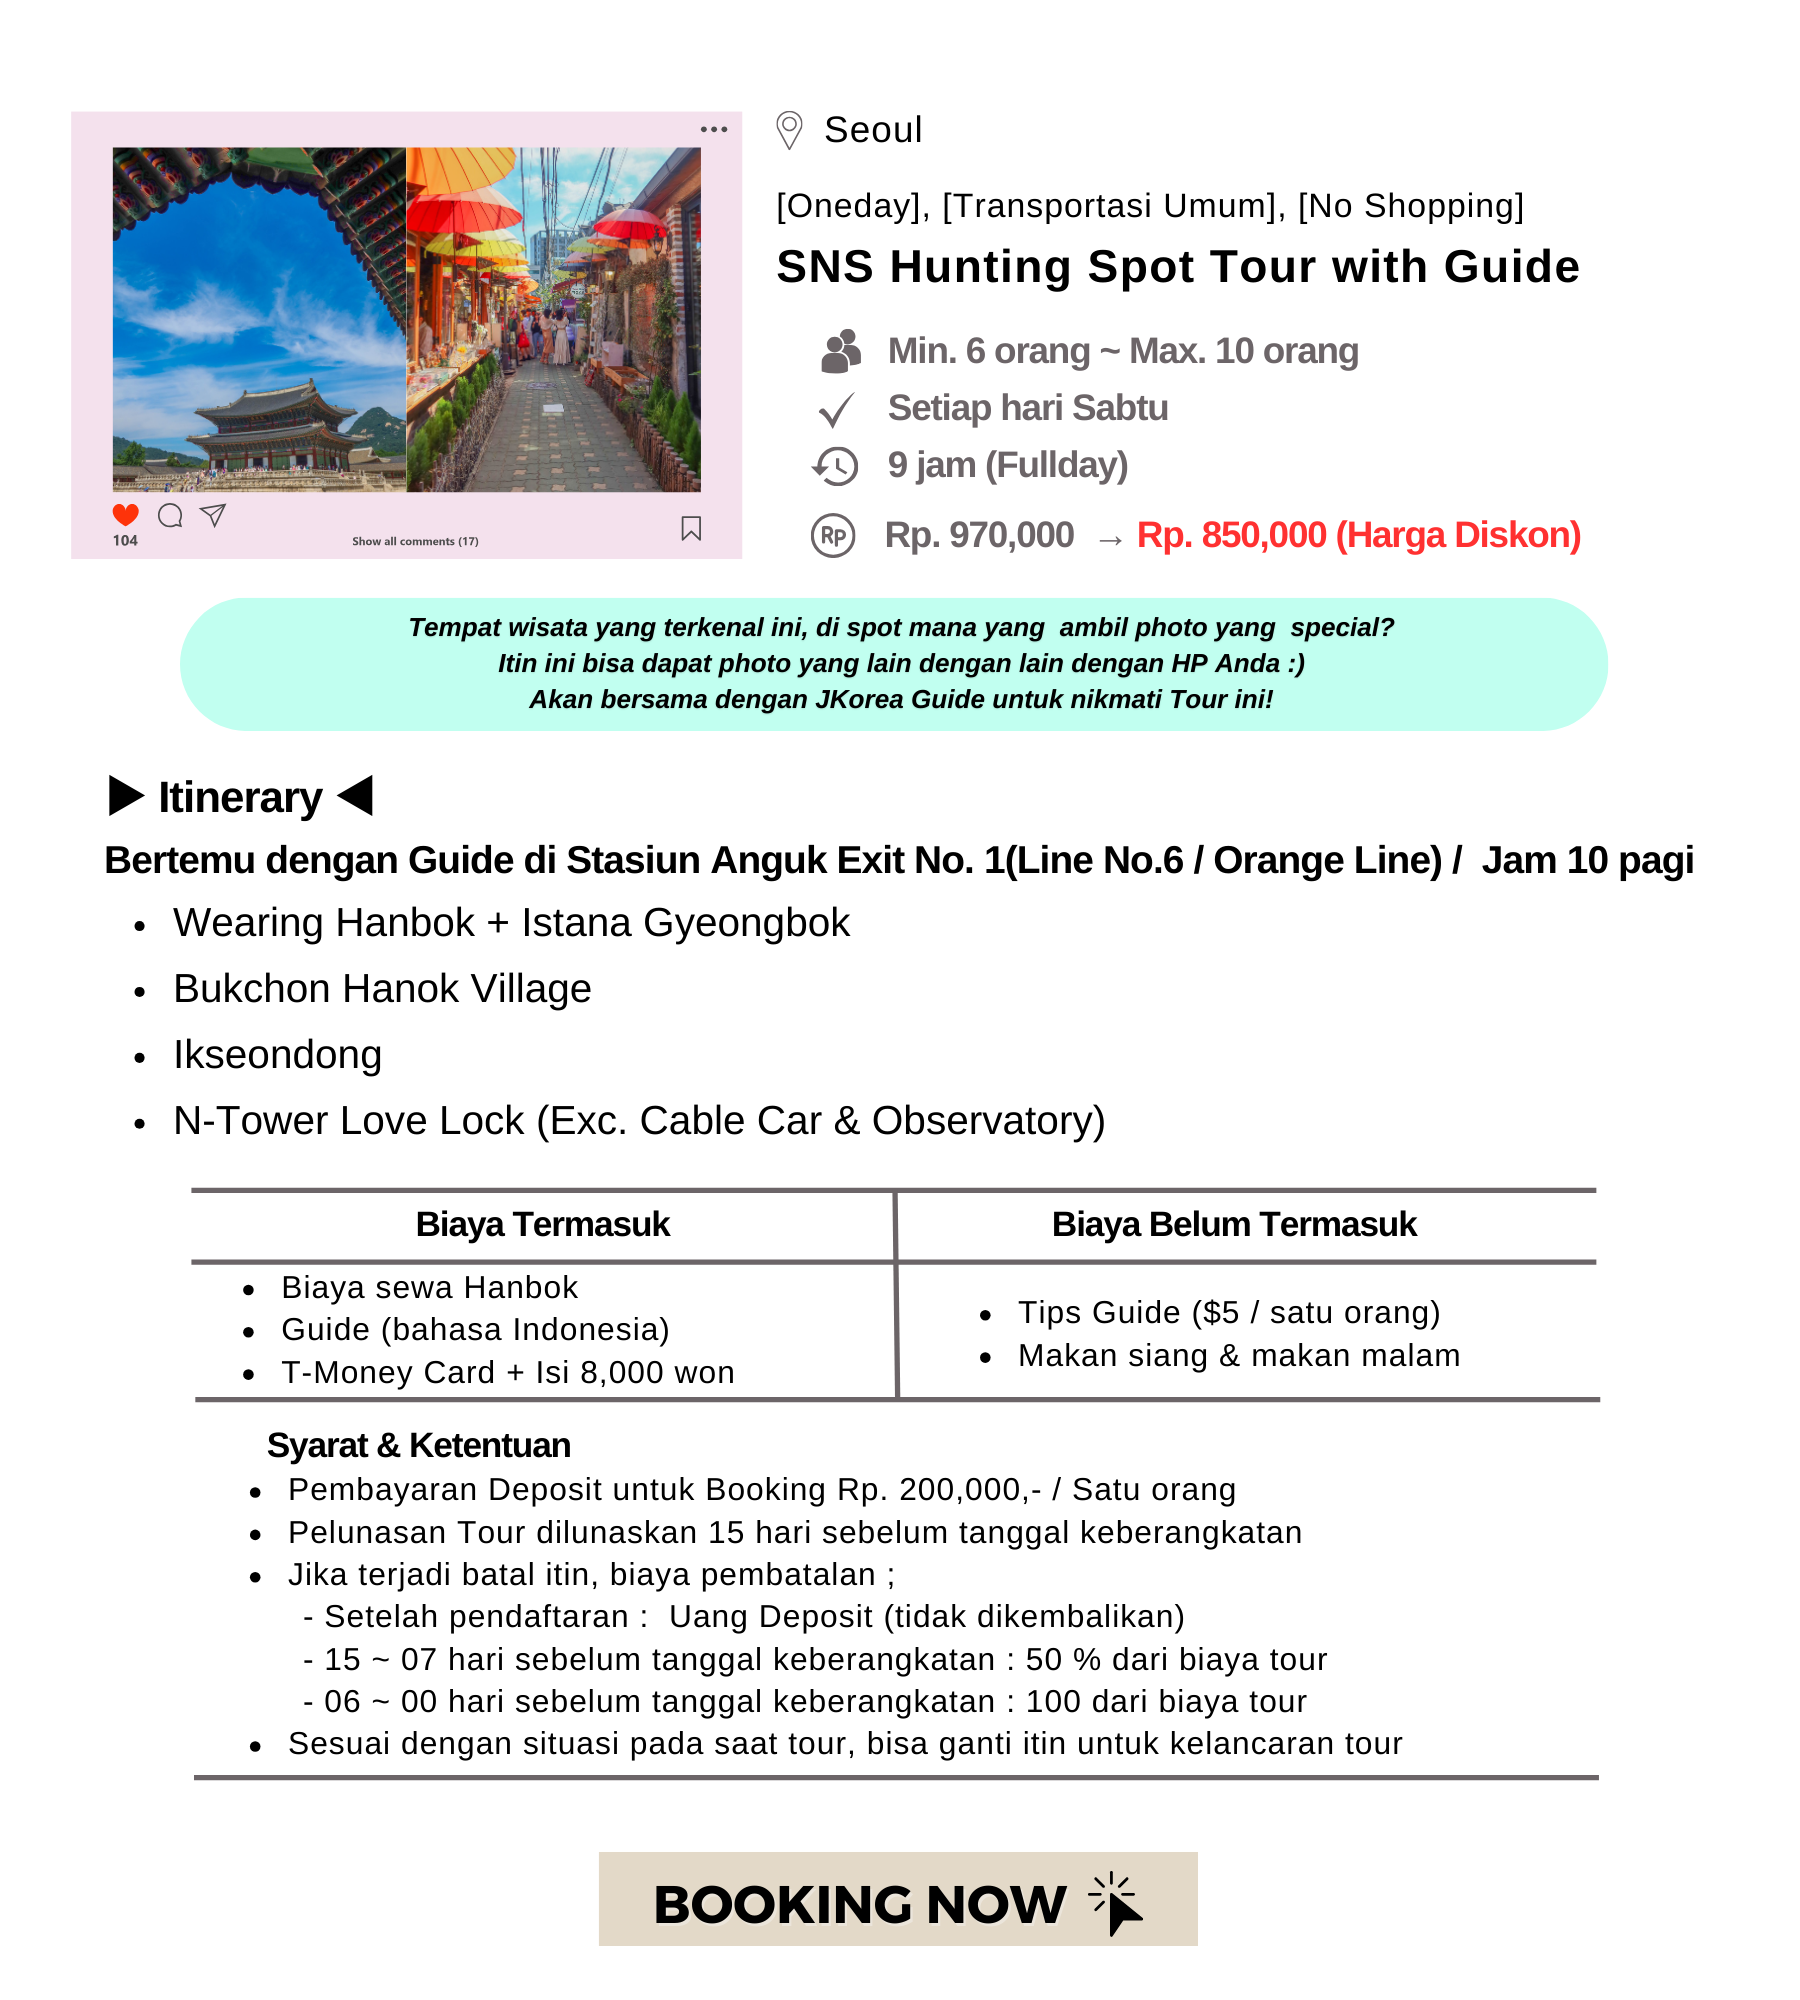 Seoul
[Oneday], [Transportasi Umum], [No Shopping]
SNS Hunting Spot Tour with Guide
Min. 6 orang ~ Max. 10 orang
Setiap hari Sabtu
9 jam (Fullday)
RP Rp. 970,000 → Rp. 850,000 (Harga Diskon)
104
Show all comments (17)
Tempat wisata yang terkenal ini, di spot mana yang ambil photo yang special?
Itin ini bisa dapat photo yang lain dengan lain dengan HP Anda :)
Akan bersama dengan JKorea Guide untuk nikmati Tour ini!
▶ Itinerary ◀
Bertemu dengan Guide di Stasiun Anguk Exit No. 1(Line No.6 / Orange Line) / Jam 10 pagi
• Wearing Hanbok + Istana Gyeongbok
• Bukchon Hanok Village
• Ikseondong
• N-Tower Love Lock (Exc. Cable Car & Observatory)
Biaya Termasuk
• Biaya sewa Hanbok
• Guide (bahasa Indonesia)
• T-Money Card + Isi 8,000 won
Biaya Belum Termasuk
• Tips Guide ($5 / satu orang)
• Makan siang & makan malam
Syarat & Ketentuan
• Pembayaran Deposit untuk Booking Rp. 200,000,- / Satu orang
• Pelunasan Tour dilunaskan 15 hari sebelum tanggal keberangkatan
• Jika terjadi batal itin, biaya pembatalan ;
- Setelah pendaftaran : Uang Deposit (tidak dikembalikan)
- 15 ~ 07 hari sebelum tanggal keberangkatan : 50 % dari biaya tour
- 06 ~ 00 hari sebelum tanggal keberangkatan : 100 dari biaya tour
• Sesuai dengan situasi pada saat tour, bisa ganti itin untuk kelancaran tour
BOOKING NOW